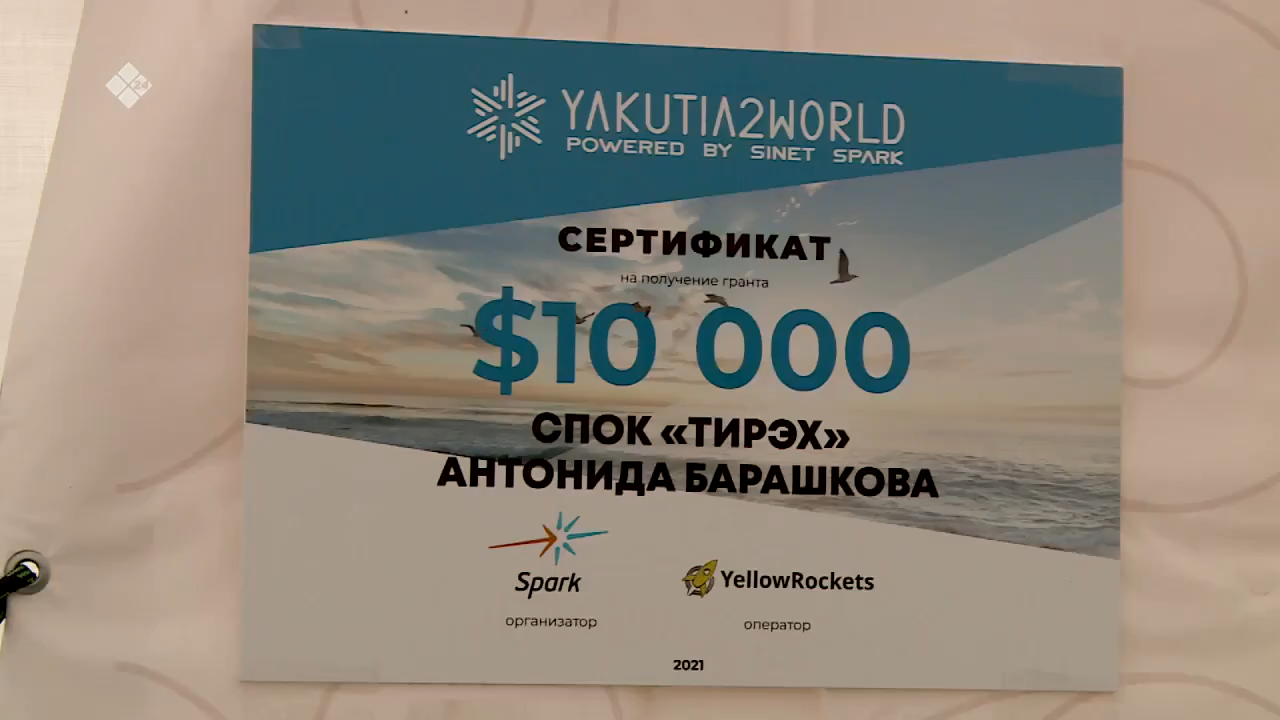 24
YAKUTIA2WORLD
POWERED BY SINET SPARK
СЕРТИФИКАТ
на получение гранта
$10 000
СПОК «ТИРЭХ»
АНТОНИДА БАРАШКОВА
Spark
YellowRockets
организатор
оператор
2021